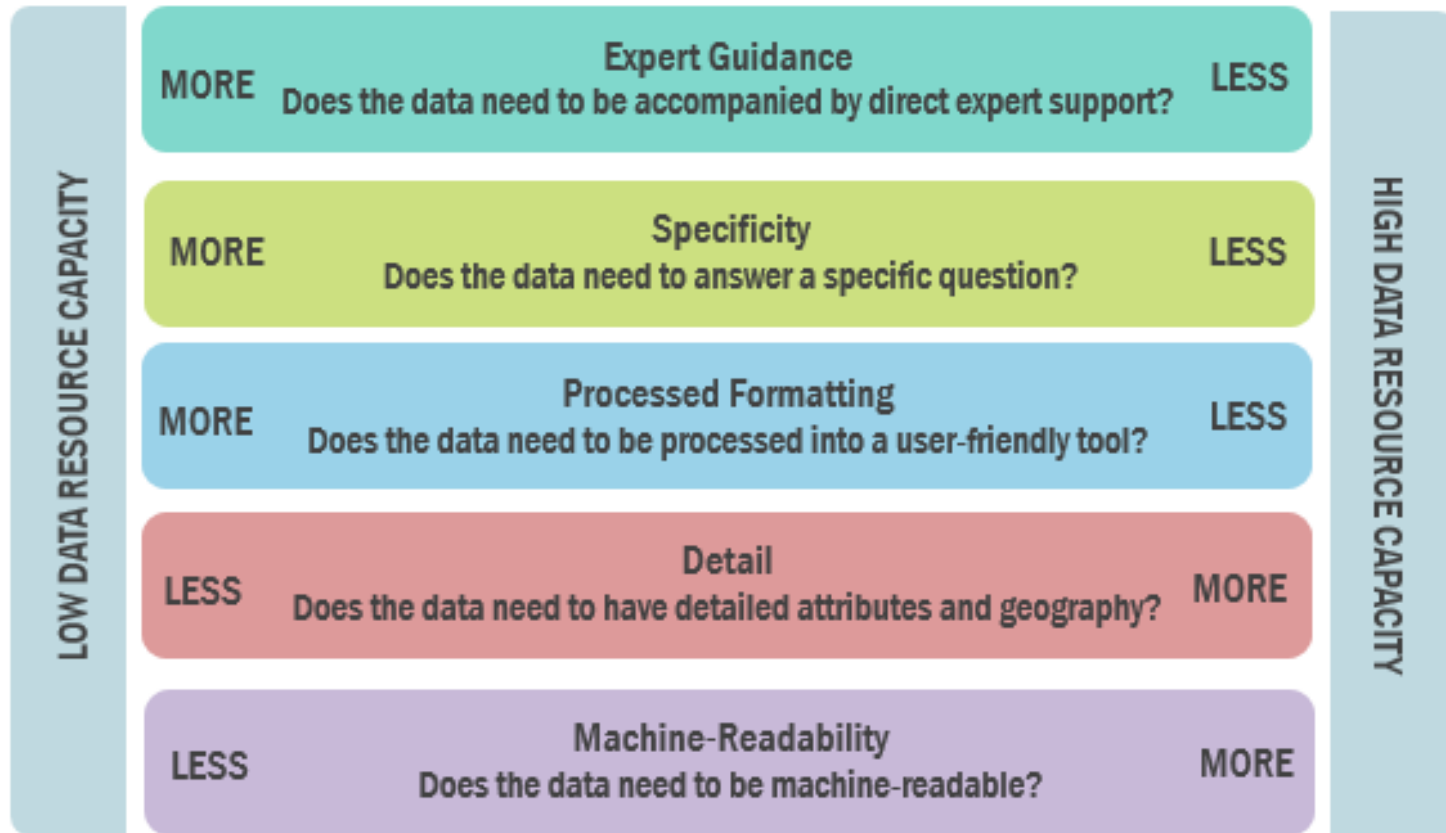 LOW DATA RESOURCE CAPACITY
MORE
Expert Guidance
Does the data need to be accompanied by direct expert support?
LESS
MORE
Specificity
Does the data need to answer a specific question?
LESS
MORE
Processed Formatting
Does the data need to be processed into a user-friendly tool?
LESS
LESS
Detail
Does the data need to have detailed attributes and geography?
MORE
LESS
Machine-Readability
Does the data need to be machine-readable?
MORE
HIGH DATA RESOURCE CAPACITY